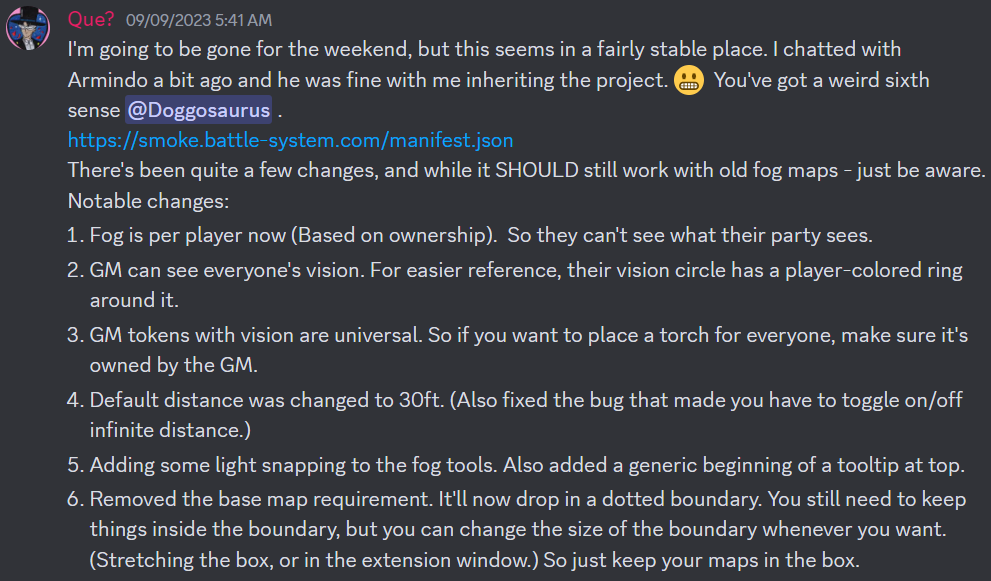 Que? 09/09/2023 5:41 AM
I'm going to be gone for the weekend, but this seems in a fairly stable place. I chatted with
Armindo a bit ago and he was fine with me inheriting the project. 😬 You've got a weird sixth
sense @Doggosaurus .
https://smoke.battle-system.com/manifest.json
There's been quite a few changes, and while it SHOULD still work with old fog maps - just be aware.
Notable changes:
1. Fog is per player now (Based on ownership). So they can't see what their party sees.
2. GM can see everyone's vision. For easier reference, their vision circle has a player-colored ring
around it.
3. GM tokens with vision are universal. So if you want to place a torch for everyone, make sure it's
owned by the GM.
4. Default distance was changed to 30ft. (Also fixed the bug that made you have to toggle on/off
infinite distance.)
5. Adding some light snapping to the fog tools. Also added a generic beginning of a tooltip at top.
6. Removed the base map requirement. It'll now drop in a dotted boundary. You still need to keep
things inside the boundary, but you can change the size of the boundary whenever you want.
(Stretching the box, or in the extension window.) So just keep your maps in the box.